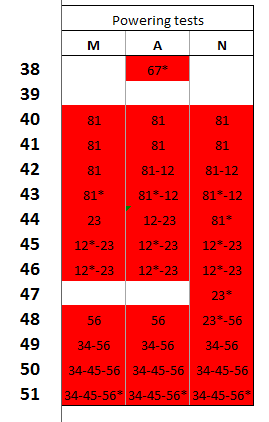 Powering tests
M A N
38 67*
39
40 81 81 81
41 81 81 81
42 81 81-12 81-12
43 81* 81*-12 81*-12
44 23 12-23 81*
45 12*-23 12*-23 12*-23
46 12*-23 12*-23 12*-23
47 23*
48 56 56 23*-56
49 34-56 34-56 34-56
50 34-45-56 34-45-56 34-45-56
51 34-45-56* 34-45-56* 34-45-56*